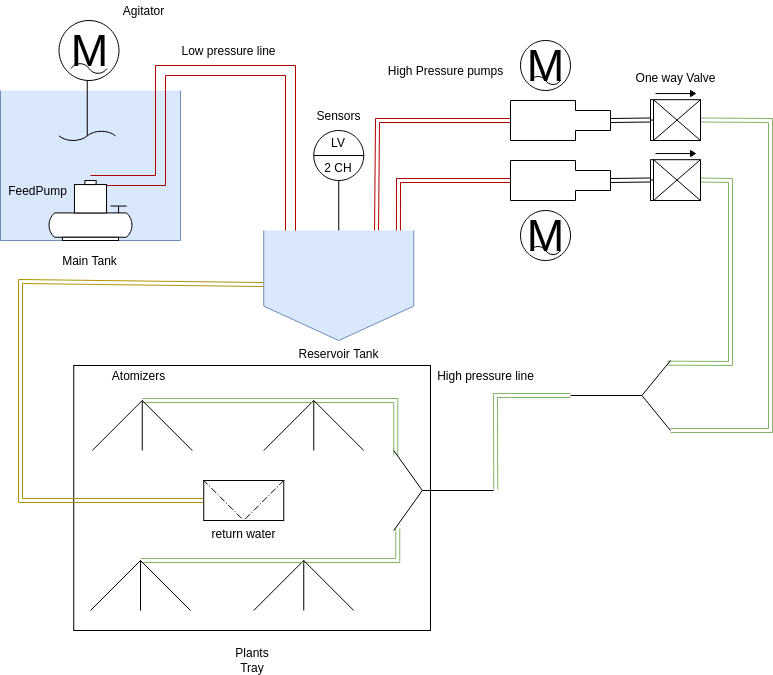 Agitator
M
Low pressure line
High Pressure pumps
M
One way Valve
Sensors
LV
2 CH
FeedPump
M
Main Tank
Reservoir Tank
Atomizers
High pressure line
return water
Plants
Tray